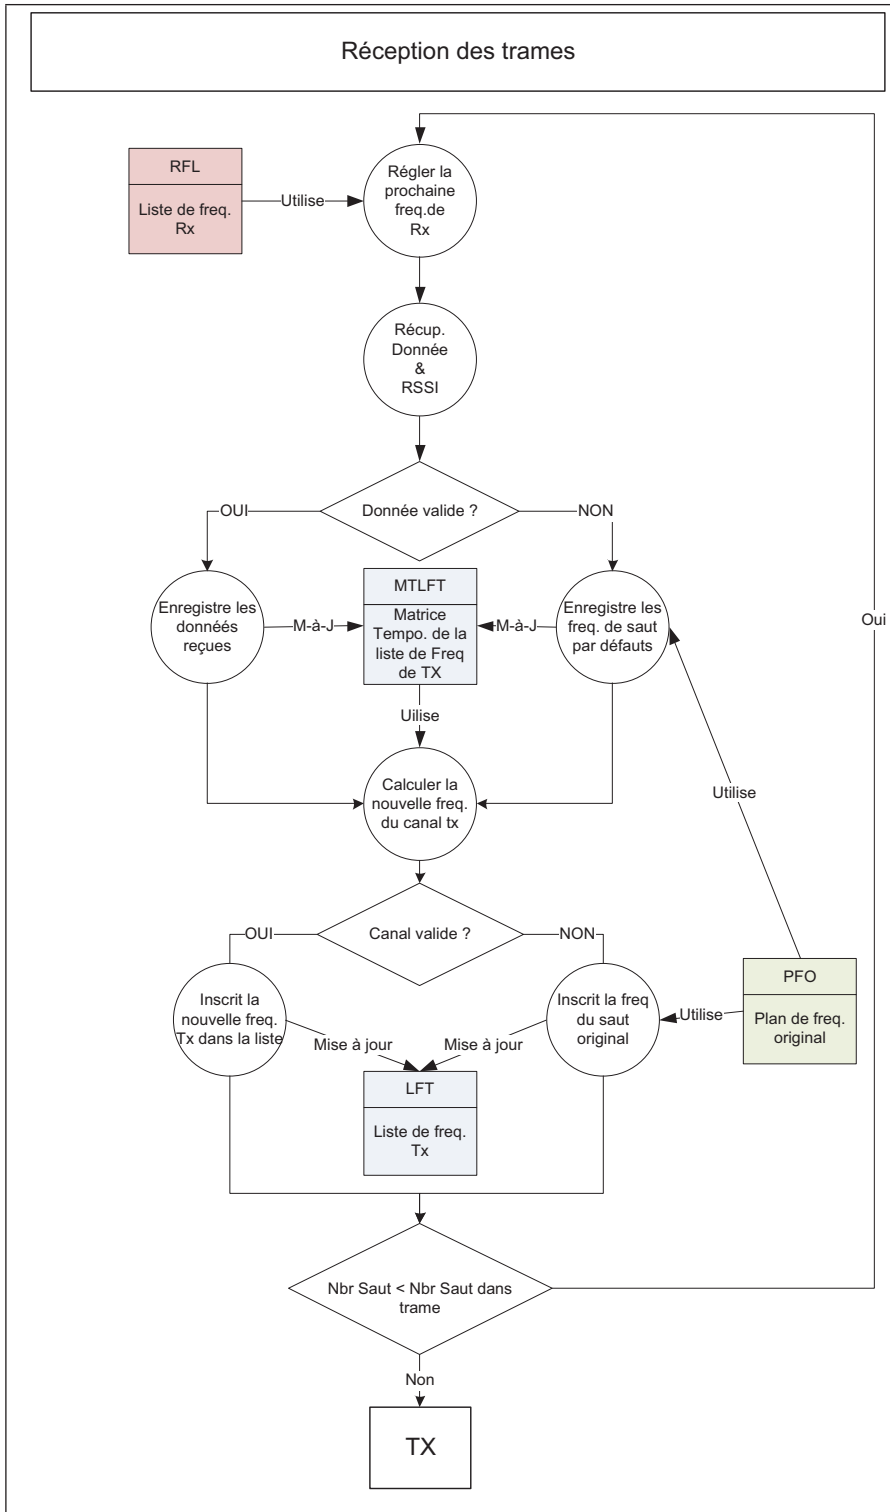 Réception des trames
RFL
Liste de freq.
Rx
Utilise
Régler la
prochaine
freq.de
Rx
Récup.
Donnée
&
RSSI
Donnée valide ?
OUI
NON
Enregistre les
donnéés
reçues
M-à-J
MTLFT
Matrice
Tempo. de la
liste de Freq
de TX
M-à-J
Enregistre les
freq. de saut
par défauts
Oui
Uilise
Calculer la
nouvelle freq.
du canal tx
Utilise
Canal valide ?
OUI
NON
Inscrit la
nouvelle freq.
Tx dans la liste
Inscrit la freq
du saut
original
Utilise
PFO
Plan de freq.
original
Mise à jour
Mise à jour
LFT
Liste de freq.
Tx
Nbr Saut < Nbr Saut dans
trame
Non
TX